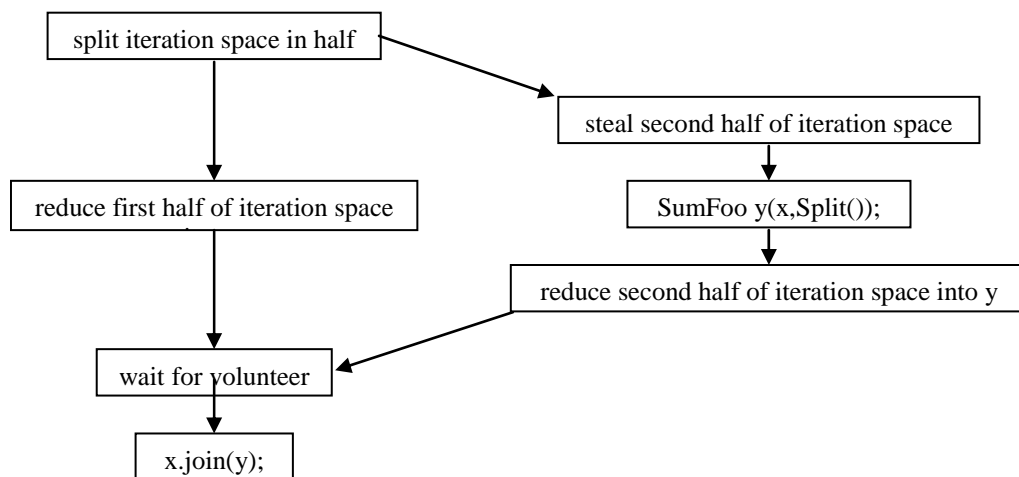 split iteration space in half
steal second half of iteration space
reduce first half of iteration space
SumFoo y(x,Split());
reduce second half of iteration space into y
wait for volunteer
x.join(y);